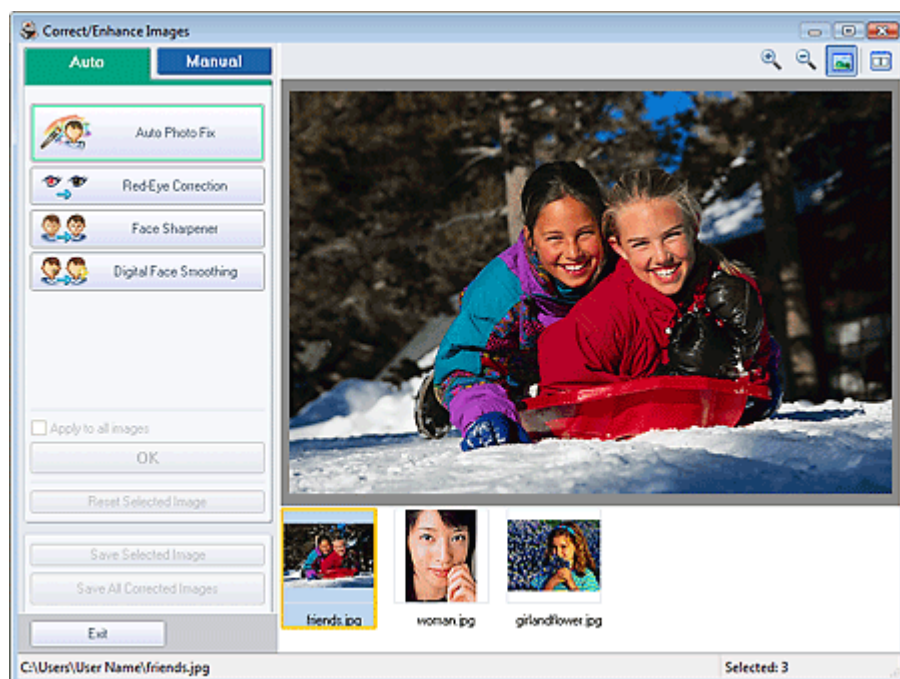 Correct/Enhance Images
Auto
Manual
Auto Photo Fix
Red-Eye Correction
Face Sharpener
Digital Face Smoothing
Apply to all images
OK
Reset Selected Image
Save Selected Image
Save All Corrected Images
Exit
friends.jpg
woman.jpg
girlandflower.jpg
C:\Users\User Name\friends.jpg
Selected: 3